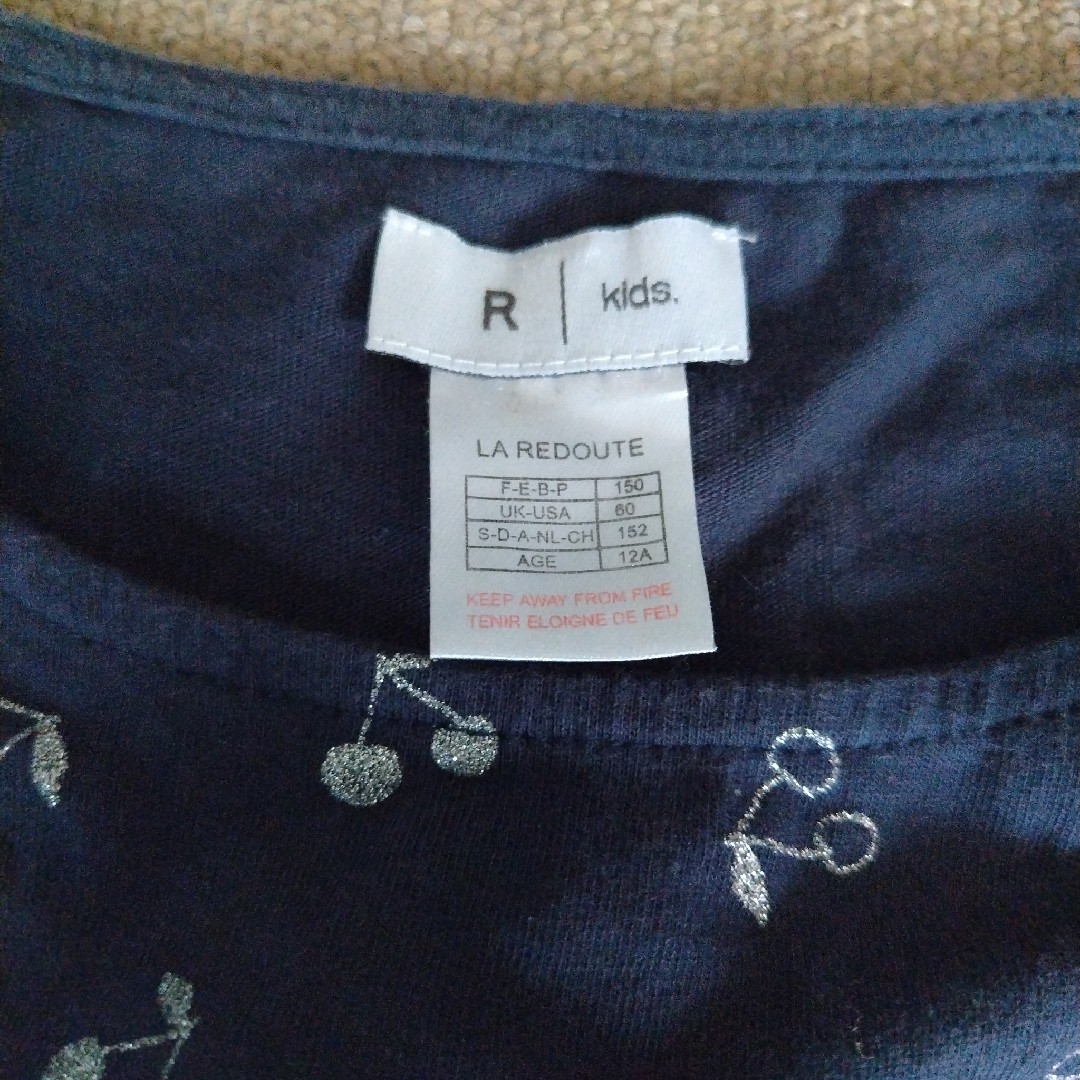 R | kids.
LA REDOUTE
F-E-B-P 150
UK-USA 60
S-D-A-NL-CH 152
AGE 12A
KEEP AWAY FROM FIRE
TENIR ELOIGNE DE FEU